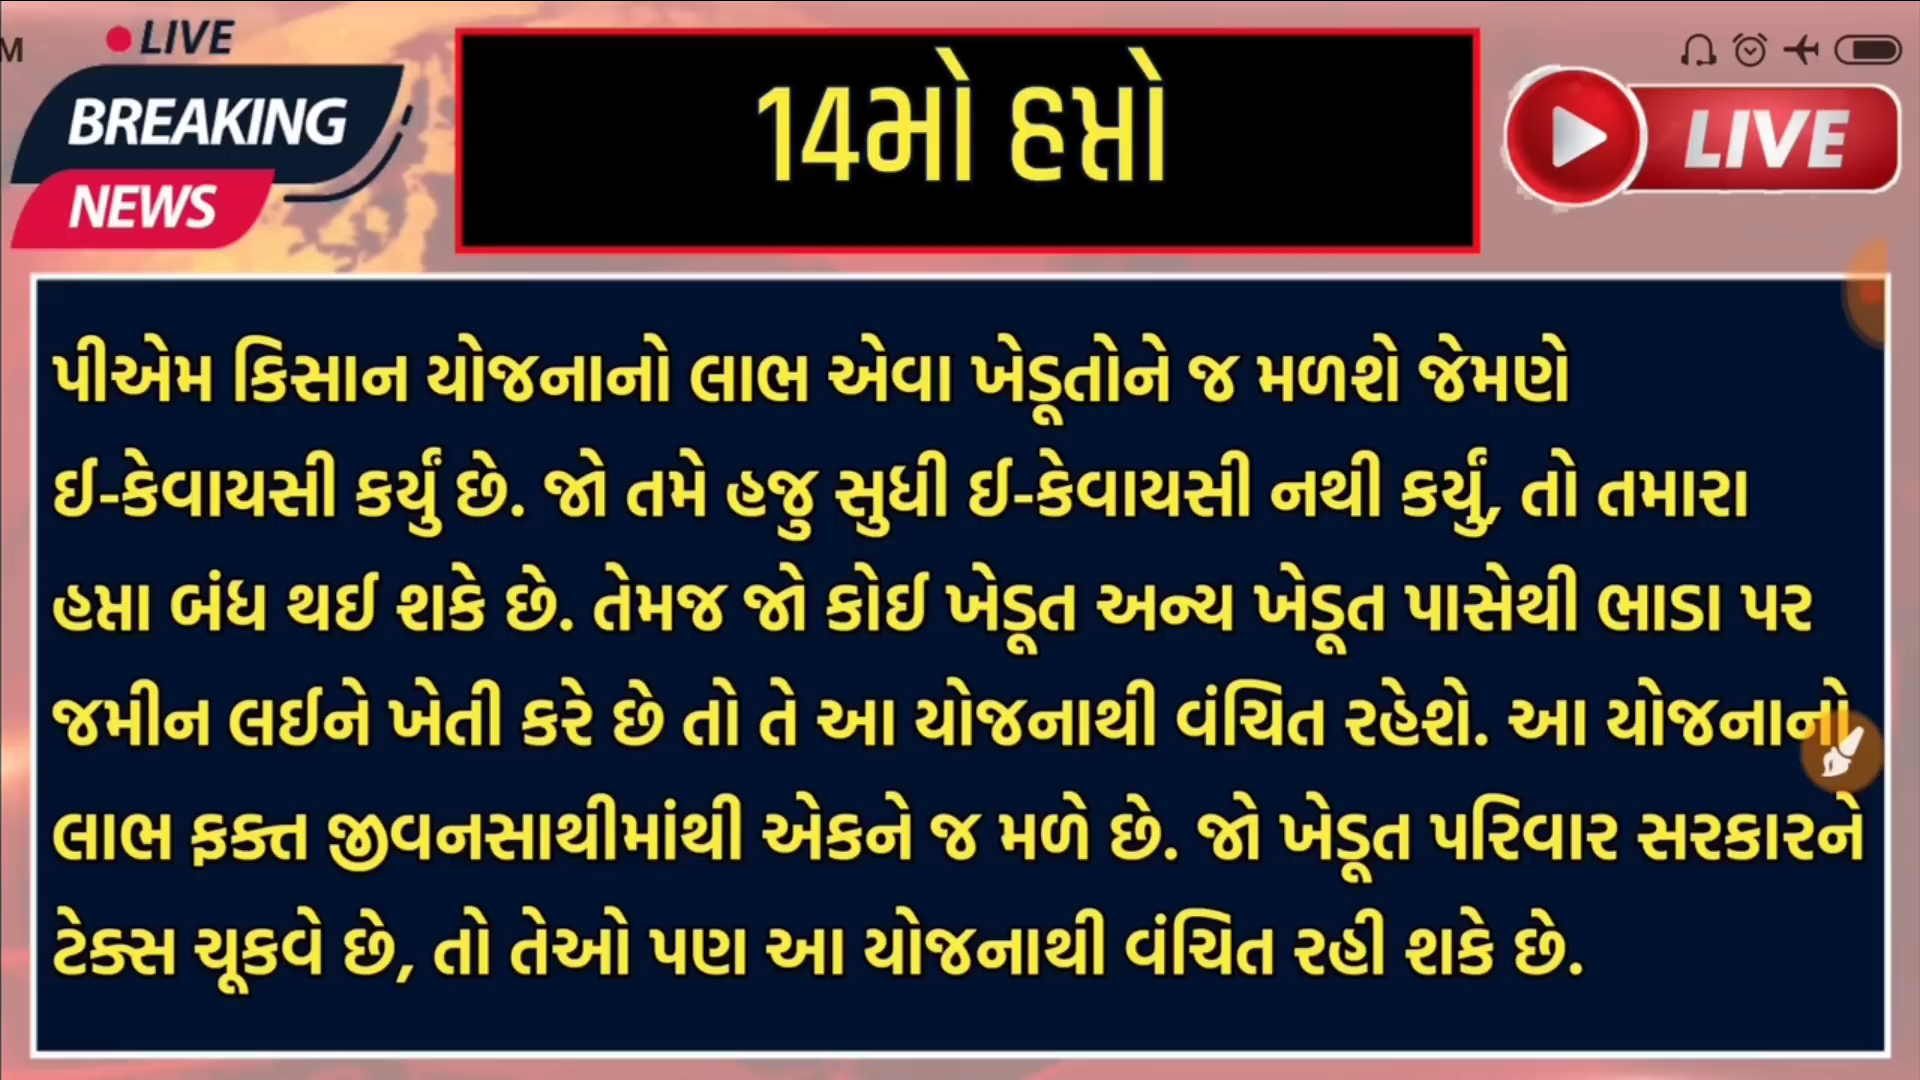 M
LIVE
BREAKING
NEWS
14મો હપ્તો
LIVE
પીએમ કિસાન યોજનાનો લાભ એવા ખેડૂતોને જ મળશે જેમણે
ઈ-કેવાયસી કર્યું છે. જો તમે હજુ સુધી ઈ-કેવાયસી નથી કર્યું, તો તમારા
હપ્તા બંધ થઈ શકે છે. તેમજ જો કોઈ ખેડૂત અન્ય ખેડૂત પાસેથી ભાડા પર
જમીન લઈને ખેતી કરે છે તો તે આ યોજનાથી વંચિત રહેશે. આ યોજનાનો
લાભ ફક્ત જીવનસાથીમાંથી એકને જ મળે છે. જો ખેડૂત પરિવાર સરકારને
ટેક્સ ચૂકવે છે, તો તેઓ પણ આ યોજનાથી વંચિત રહી શકે છે.